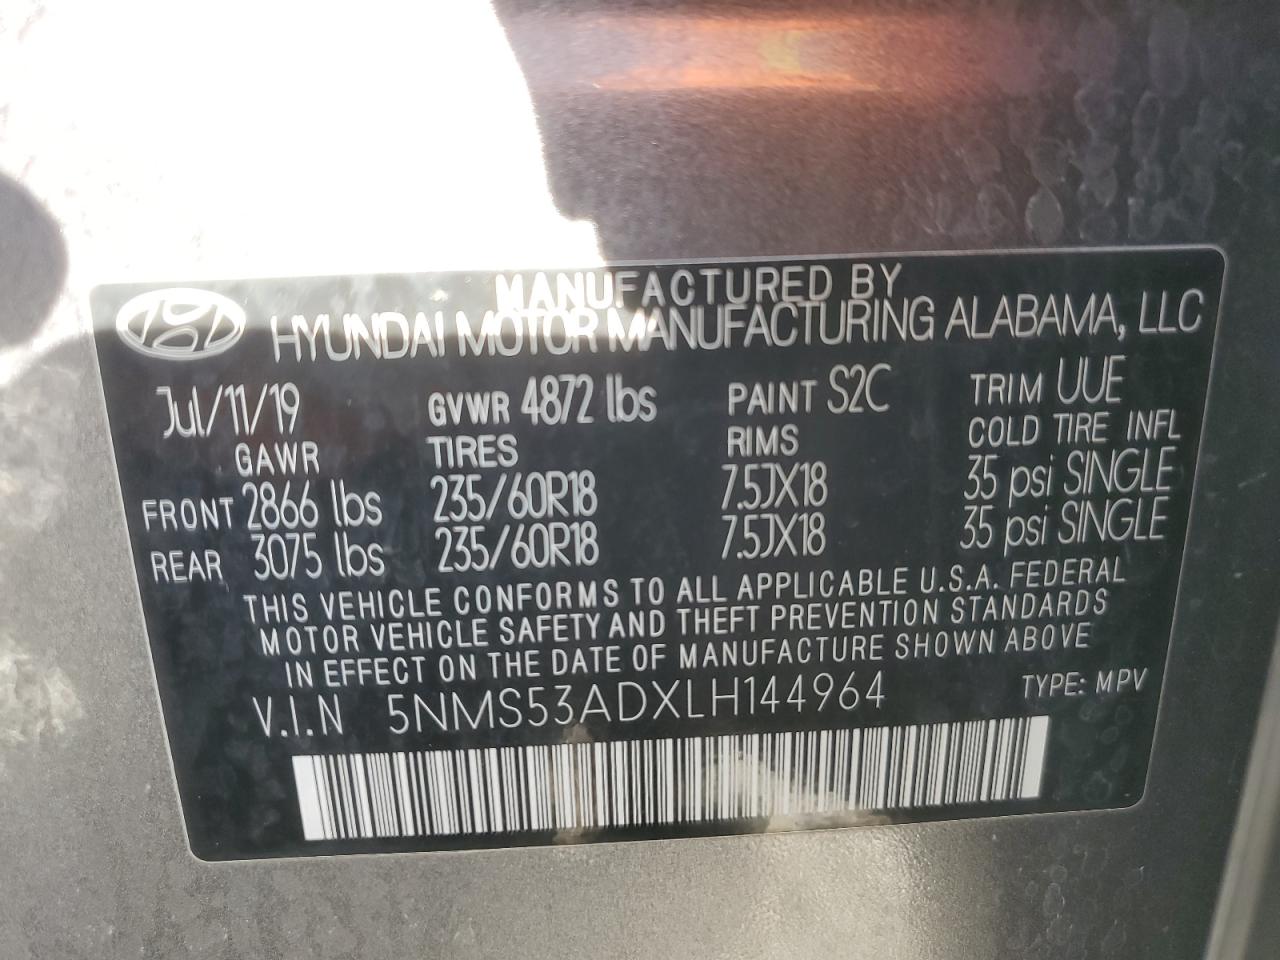 MANUFACTURED BY
HYUNDAI MOTOR MANUFACTURING ALABAMA, LLC
Jul/11/19 GVWR 4872 lbs PAINT S2C TRIM UUE
GAWR TIRES RIMS COLD TIRE INFL
FRONT 2866 lbs 235/60R18 7.5JX18 35 psi SINGLE
REAR 3075 lbs 235/60R18 7.5JX18 35 psi SINGLE
THIS VEHICLE CONFORMS TO ALL APPLICABLE U.S.A. FEDERAL
MOTOR VEHICLE SAFETY AND THEFT PREVENTION STANDARDS
IN EFFECT ON THE DATE OF MANUFACTURE SHOWN ABOVE
V.I.N 5NMS53ADXLH144964 TYPE: MPV